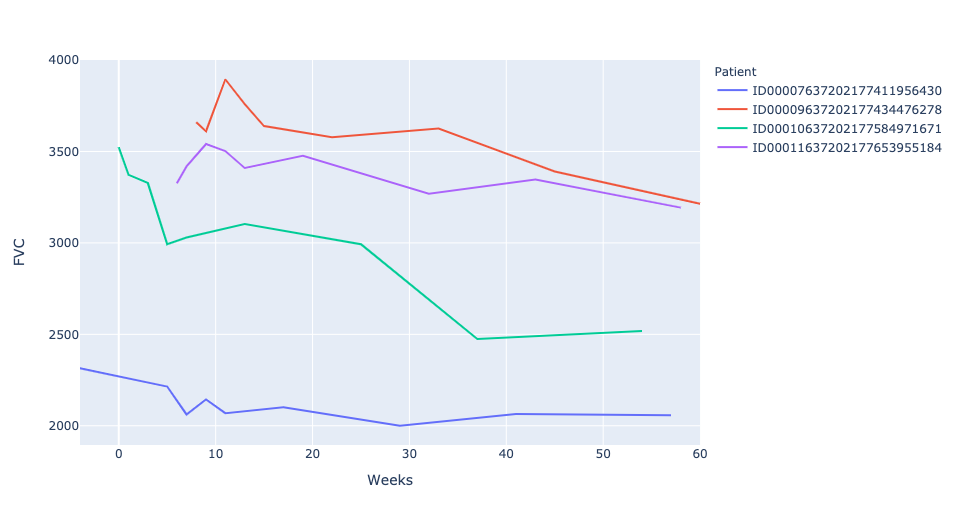 4000
3500
3000
2500
2000
FVC
0
10
20
30
40
50
60
Weeks
Patient
ID00007637202177411956430
ID00009637202177434476278
ID00010637202177584971671
ID00011637202177653955184